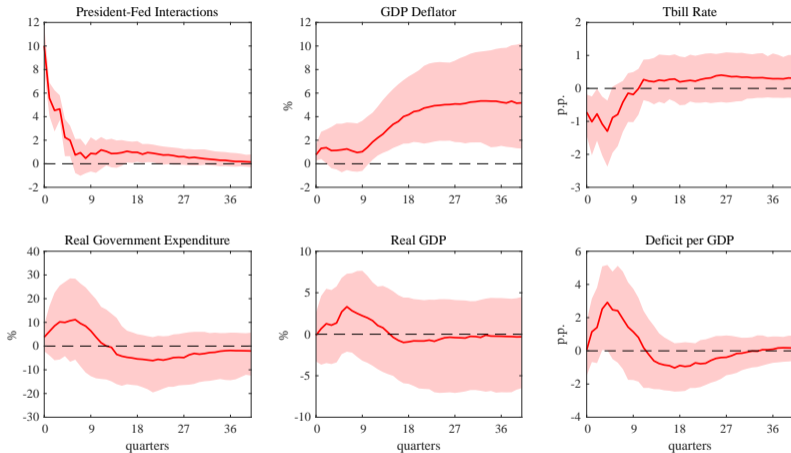 President-Fed Interactions
12
10
8
6
4
2
0
-2
0 9 18 27 36
GDP Deflator
%
12
10
8
6
4
2
0
-2
0 9 18 27 36
Tbill Rate
p.p.
2
1
0
-1
-2
-3
0 9 18 27 36
Real Government Expenditure
%
40
30
20
10
0
-10
-20
-30
0 9 18 27 36
quarters
Real GDP
%
10
5
0
-5
-10
0 9 18 27 36
quarters
Deficit per GDP
p.p.
6
4
2
0
-2
-4
0 9 18 27 36
quarters